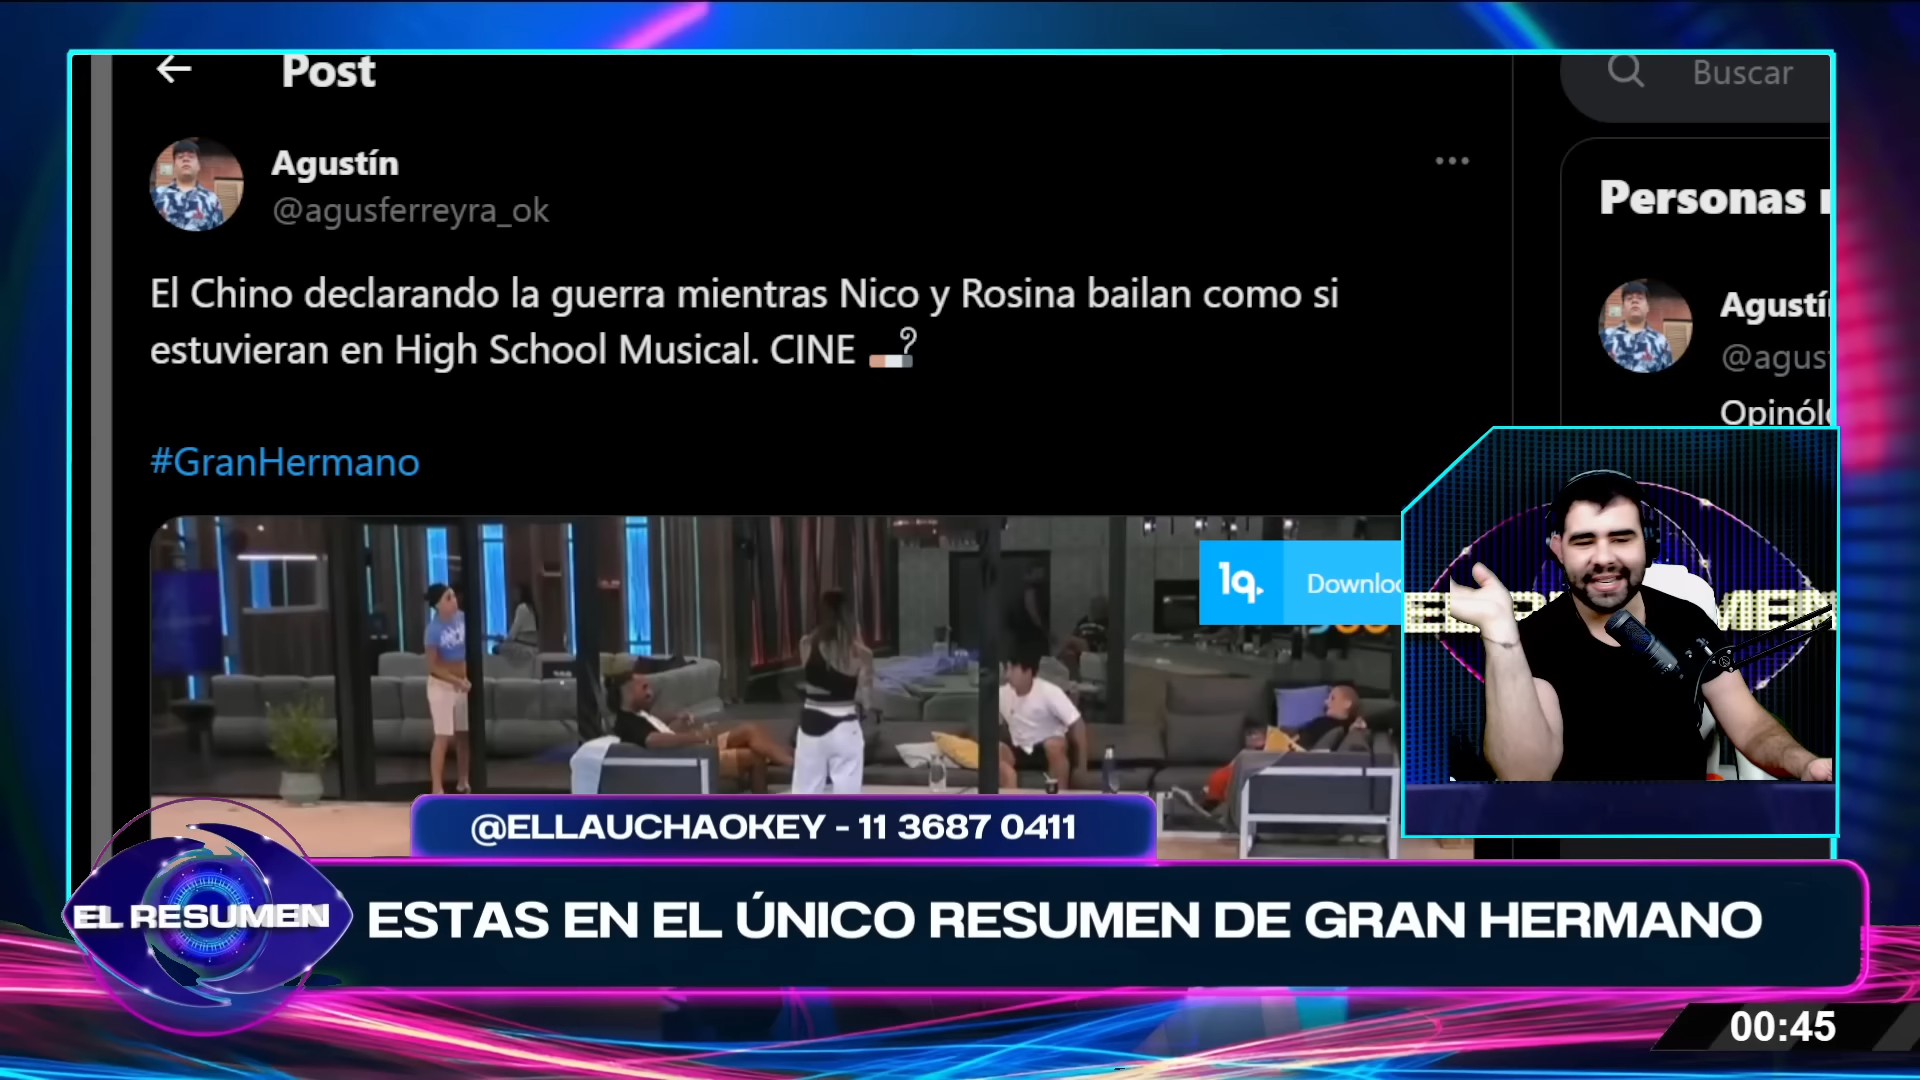 Post
Buscar
Agustín
@agusferreyra_ok
Personas
El Chino declarando la guerra mientras Nico y Rosina bailan como si
estuvieran en High School Musical. CINE
#GranHermano
Agustí
@agus
Opinól
1q.
Downloa
@ELLAUCHAOKEY - 11 3687 0411
EL RESUMEN
ESTAS EN EL ÚNICO RESUMEN DE GRAN HERMANO
00:45